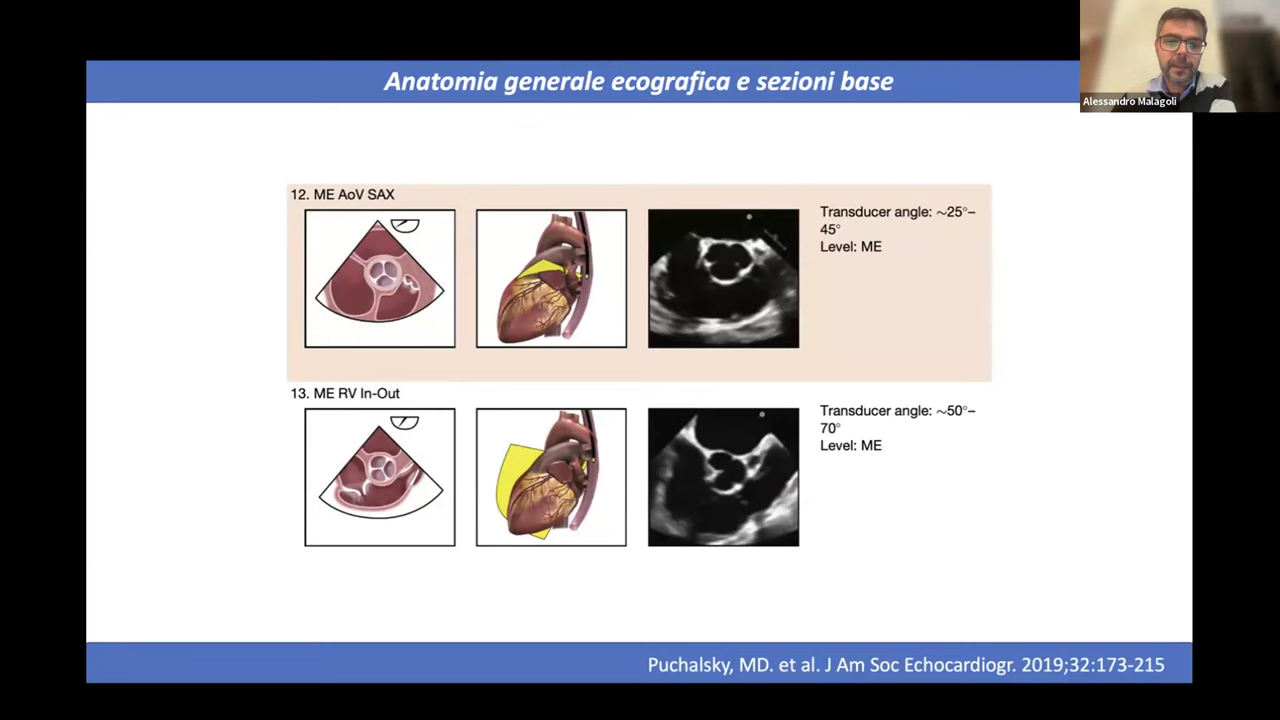 Anatomia generale ecografica e sezioni base
Alessandro Malagoli
12. ME AoV SAX
Transducer angle: ~25°–
45°
Level: ME
13. ME RV In-Out
Transducer angle: ~50°–
70°
Level: ME
Puchalsky, MD. et al. J Am Soc Echocardiogr. 2019;32:173-215